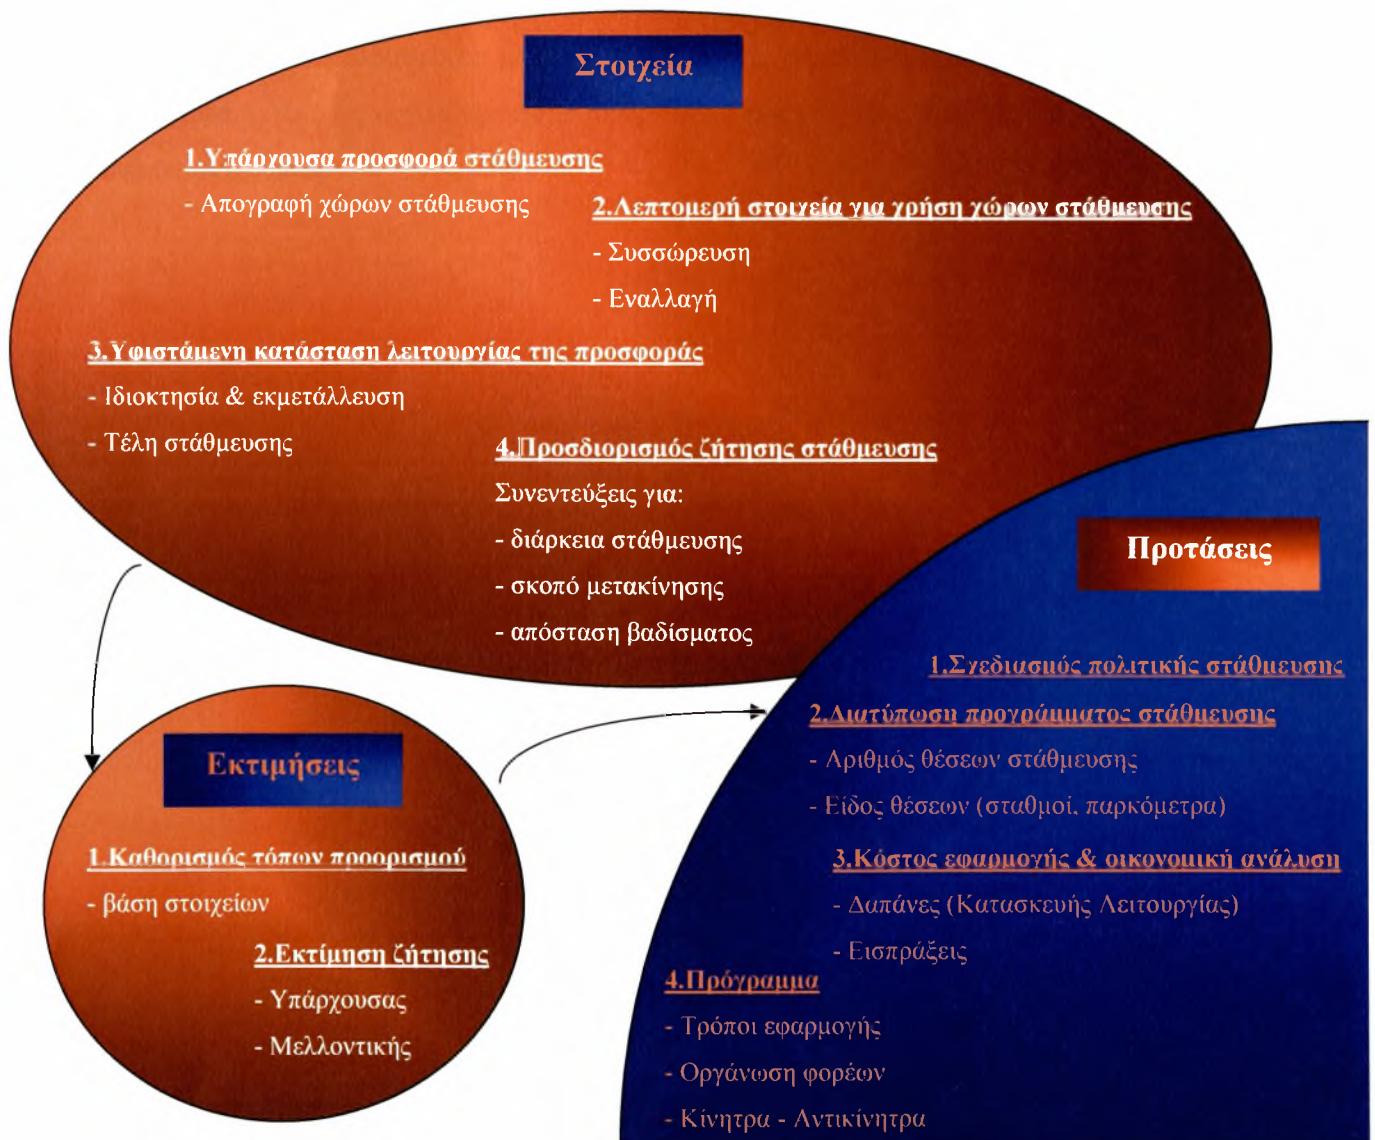 Στοιχεία
1.Υπάρχουσα προσφορά στάθμευσης
- Απογραφή χώρων στάθμευσης
2.Λεπτομερή στοιχεία για χρήση χώρων στάθμευσης
- Συσσώρευση
- Εναλλαγή
3.Υφιστάμενη κατάσταση λειτουργίας της προσφοράς
- Ιδιοκτησία & εκμετάλλευση
- Τέλη στάθμευσης
4.Προσδιορισμός ζήτησης στάθμευσης
Συνεντεύξεις για:
- διάρκεια στάθμευσης
- σκοπό μετακίνησης
- απόσταση βαδίσματος
Εκτιμήσεις
1.Καθορισμός τόπων προορισμού
- βάση στοιχείων
2.Εκτίμηση ζήτησης
- Υπάρχουσας
- Μελλοντικής
Προτάσεις
1.Σχεδιασμός πολιτικής στάθμευσης
2.Διατύπωση προγράμματος στάθμευσης
- Αριθμός θέσεων στάθμευσης
- Είδος θέσεων (σταθμοί, παρκόμετρα)
3.Κόστος εφαρμογής & οικονομική ανάλυση
- Δαπάνες (Κατασκευής Λειτουργίας)
- Εισπράξεις
4.Πρόγραμμα
- Τρόποι εφαρμογής
- Οργάνωση φορέων
- Κίνητρα - Αντικίνητρα